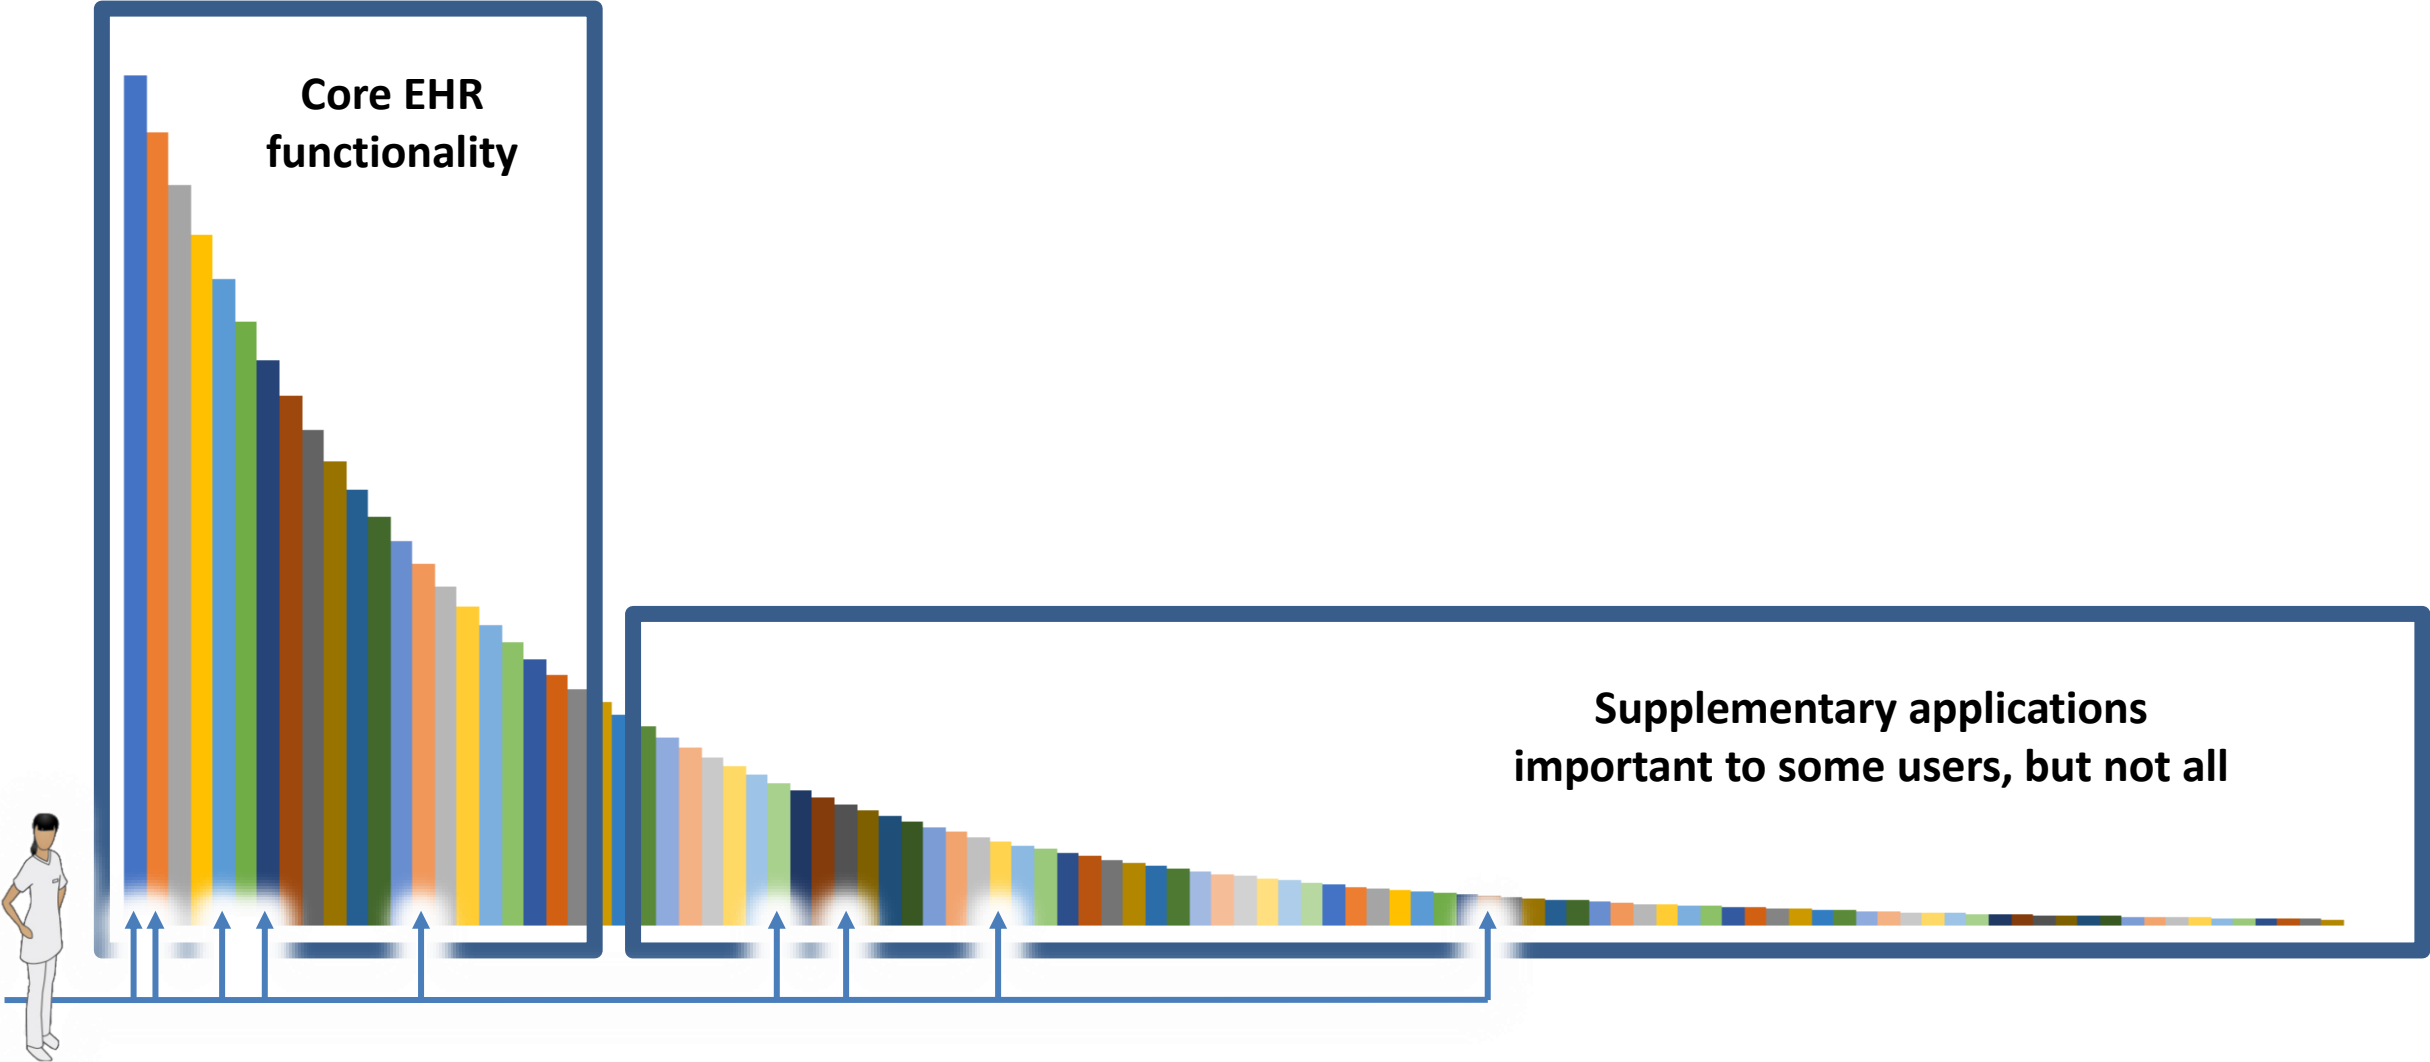 Core EHR
functionality
Supplementary applications
important to some users, but not all